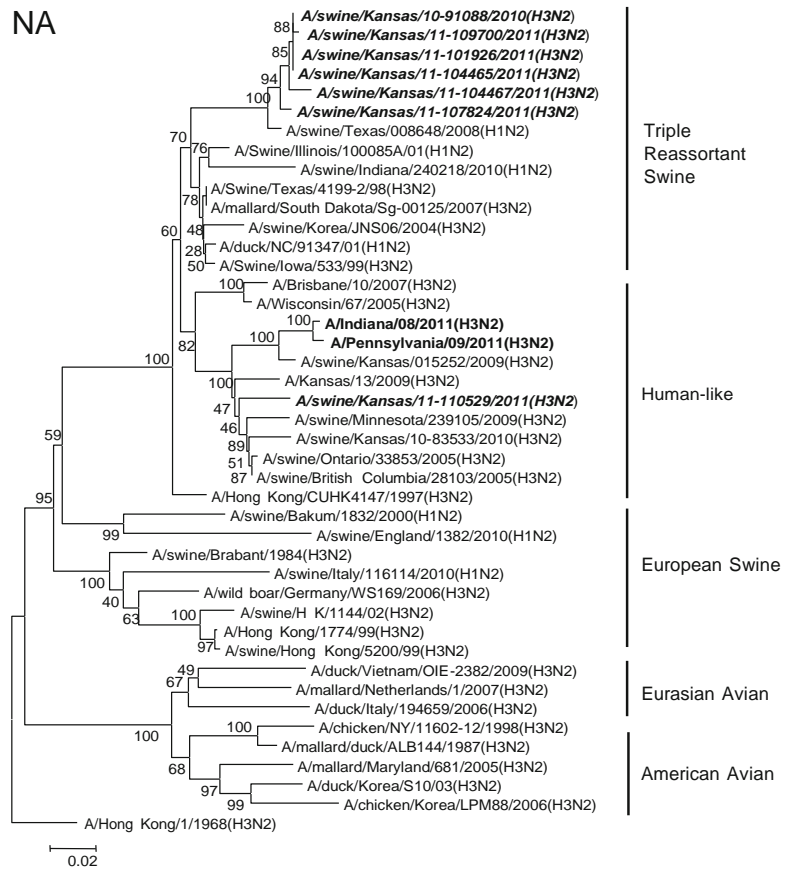 NA
88
A/swine/Kansas/10-91088/2010(H3N2)
A/swine/Kansas/11-109700/2011(H3N2)
85
A/swine/Kansas/11-101926/2011(H3N2)
A/swine/Kansas/11-104465/2011(H3N2)
94
A/swine/Kansas/11-104467/2011(H3N2)
100
A/swine/Kansas/11-107824/2011(H3N2)
A/swine/Texas/008648/2008(H1N2)
70
76
A/Swine/Illinois/100085A/01(H1N2)
A/swine/Indiana/240218/2010(H1N2)
A/Swine/Texas/4199-2/98(H3N2)
78
A/mallard/South Dakota/Sg-00125/2007(H3N2)
48
A/swine/Korea/JNS06/2004(H3N2)
28
A/duck/NC/91347/01(H1N2)
50
A/Swine/Iowa/533/99(H3N2)
Triple
Reassortant
Swine
60
100
A/Brisbane/10/2007(H3N2)
A/Wisconsin/67/2005(H3N2)
82
100
100
A/Indiana/08/2011(H3N2)
A/Pennsylvania/09/2011(H3N2)
A/swine/Kansas/015252/2009(H3N2)
100
100
A/Kansas/13/2009(H3N2)
47
A/swine/Kansas/11-110529/2011(H3N2)
46
A/swine/Minnesota/239105/2009(H3N2)
89
A/swine/Kansas/10-83533/2010(H3N2)
51
A/swine/Ontario/33853/2005(H3N2)
87
A/swine/British Columbia/28103/2005(H3N2)
A/Hong Kong/CUHK4147/1997(H3N2)
Human-like
59
95
A/swine/Bakum/1832/2000(H1N2)
99
A/swine/England/1382/2010(H1N2)
A/swine/Brabant/1984(H3N2)
100
A/swine/Italy/116114/2010(H1N2)
40
A/wild boar/Germany/WS169/2006(H3N2)
63
100
A/swine/H K/1144/02(H3N2)
A/Hong Kong/1774/99(H3N2)
97
A/swine/Hong Kong/5200/99(H3N2)
European Swine
49
A/duck/Vietnam/OIE-2382/2009(H3N2)
67
A/mallard/Netherlands/1/2007(H3N2)
A/duck/Italy/194659/2006(H3N2)
Eurasian Avian
100
100
A/chicken/NY/11602-12/1998(H3N2)
A/mallard/duck/ALB144/1987(H3N2)
68
A/mallard/Maryland/681/2005(H3N2)
97
A/duck/Korea/S10/03(H3N2)
99
A/chicken/Korea/LPM88/2006(H3N2)
American Avian
A/Hong Kong/1/1968(H3N2)
0.02